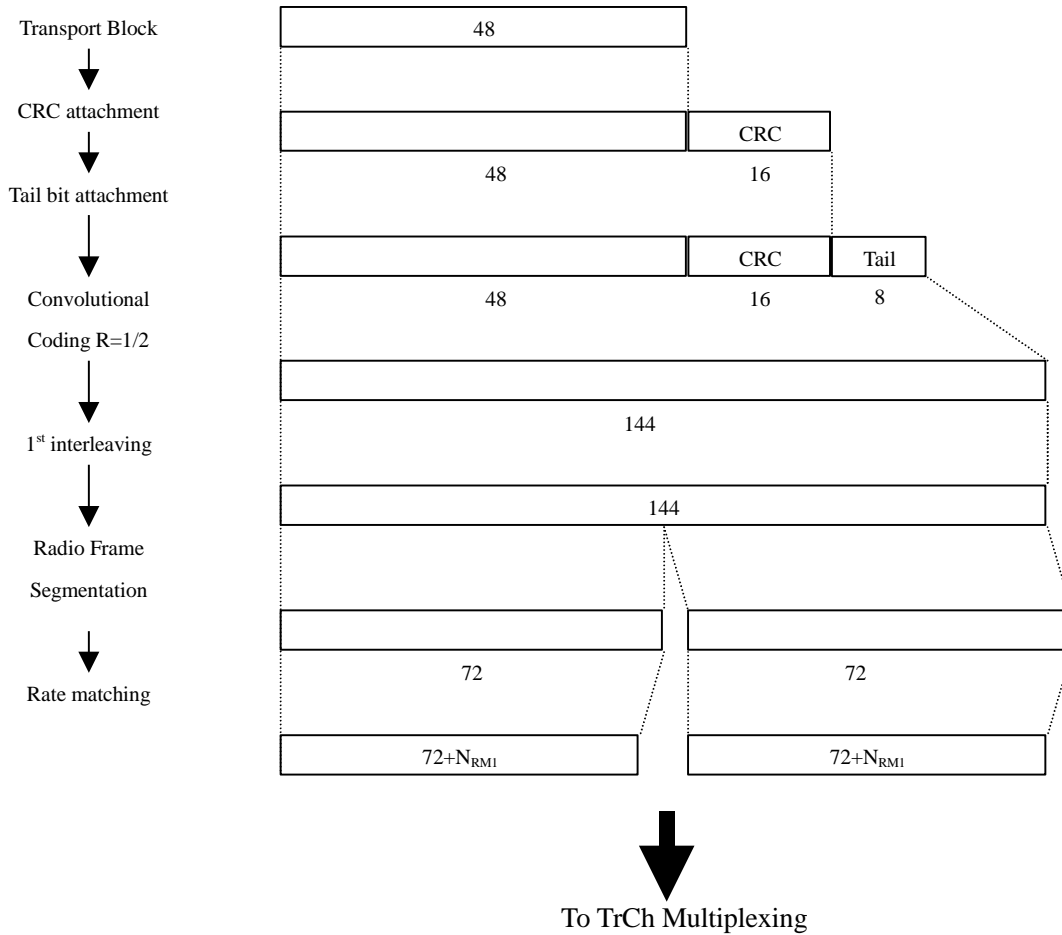 Transport Block
48
CRC attachment
CRC
48 16
Tail bit attachment
CRC Tail
48 16 8
Convolutional
Coding R=1/2
144
1st interleaving
144
Radio Frame
Segmentation
72 72
Rate matching
72+NRM1 72+NRM1
To TrCh Multiplexing